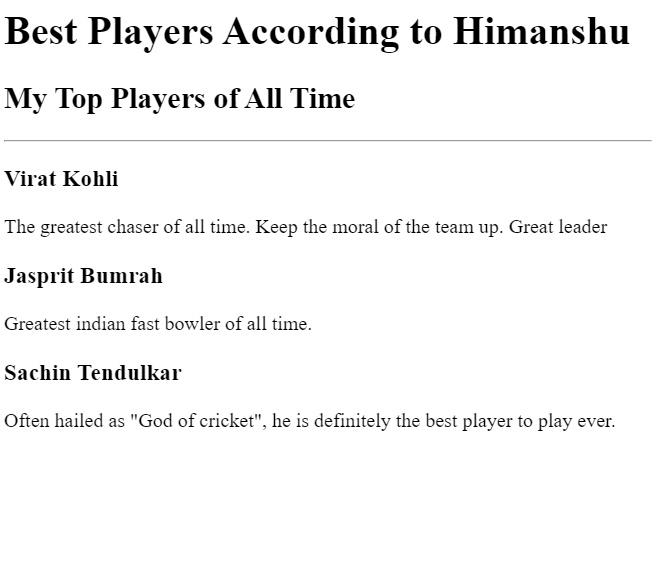 Best Players According to Himanshu
My Top Players of All Time
Virat Kohli
The greatest chaser of all time. Keep the moral of the team up. Great leader
Jasprit Bumrah
Greatest indian fast bowler of all time.
Sachin Tendulkar
Often hailed as "God of cricket", he is definitely the best player to play ever.